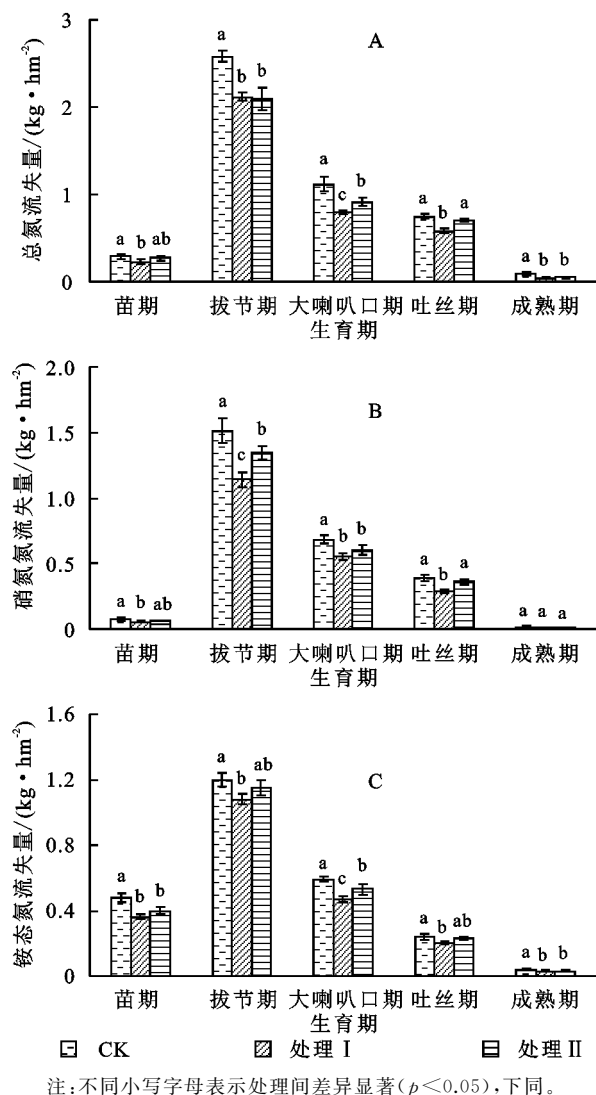 3
A
a
b b
2
a
c b
1
a b a
a b ab
a b b
0
总氮流失量/(kg·hm⁻²)
苗期 拔节期 大喇叭口期 吐丝期 成熟期
生育期
2.0
B
a
c b
1.5
1.0
a b b
0.5
a b a
a b ab
a a a
0
硝氮氮流失量/(kg·hm⁻²)
苗期 拔节期 大喇叭口期 吐丝期 成熟期
生育期
1.6
C
a b ab
1.2
0.8
a c b
a b b
0.4
a b ab
a b b
0
铵态氮流失量/(kg·hm⁻²)
苗期 拔节期 大喇叭口期 吐丝期 成熟期
生育期
CK 处理Ⅰ 处理Ⅱ
注:不同小写字母表示处理间差异显著(p<0.05),下同。